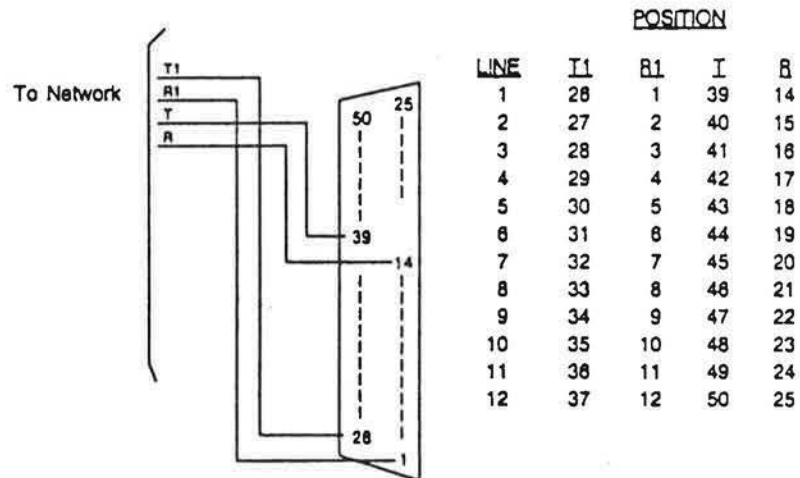 POSITION
LINE T1 R1 T R
1 26 1 39 14
2 27 2 40 15
3 28 3 41 16
4 29 4 42 17
5 30 5 43 18
6 31 6 44 19
7 32 7 45 20
8 33 8 46 21
9 34 9 47 22
10 35 10 48 23
11 36 11 49 24
12 37 12 50 25
To Network
T1
R1
T
R
50 25
39
14
26
1